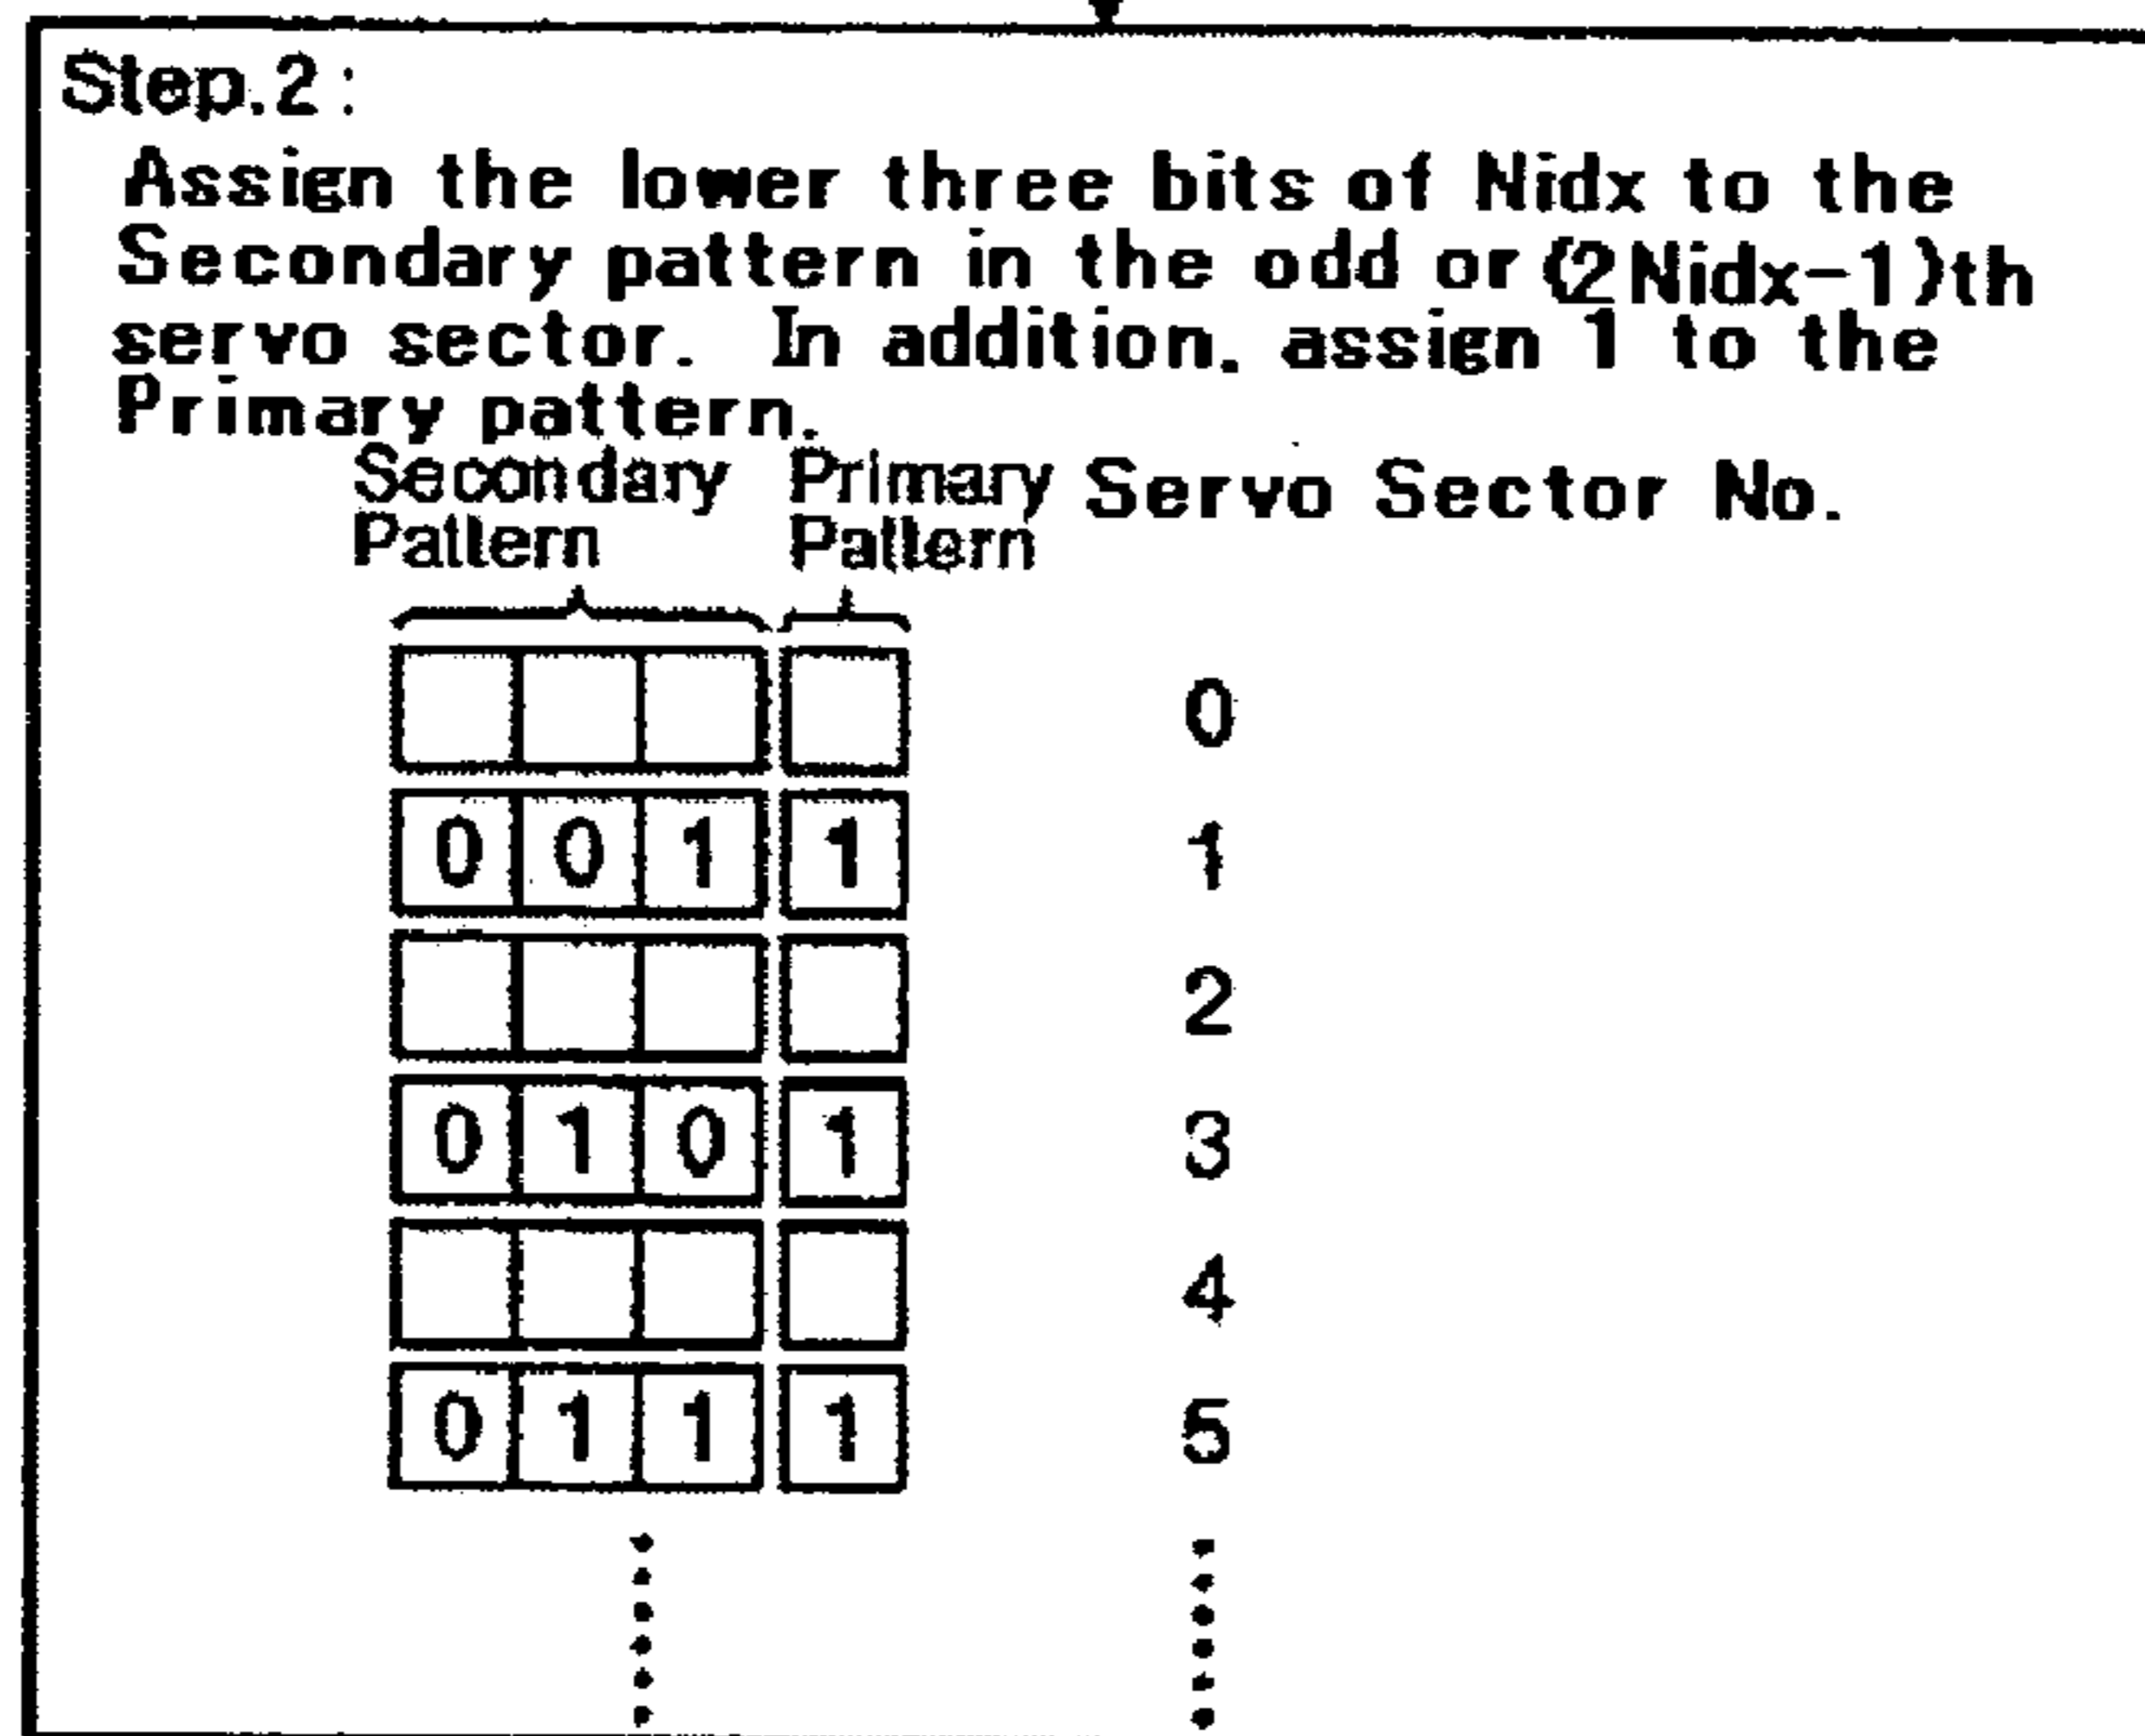 Step.2:
Assign the lower three bits of Nidx to the
Secondary pattern in the odd or (2Nidx-1)th
servo sector. In addition, assign 1 to the
Primary pattern.
Secondary Primary Servo Sector No.
Pattern Pattern
0
0 0 1 1 1
2
0 1 0 1 3
4
0 1 1 1 5